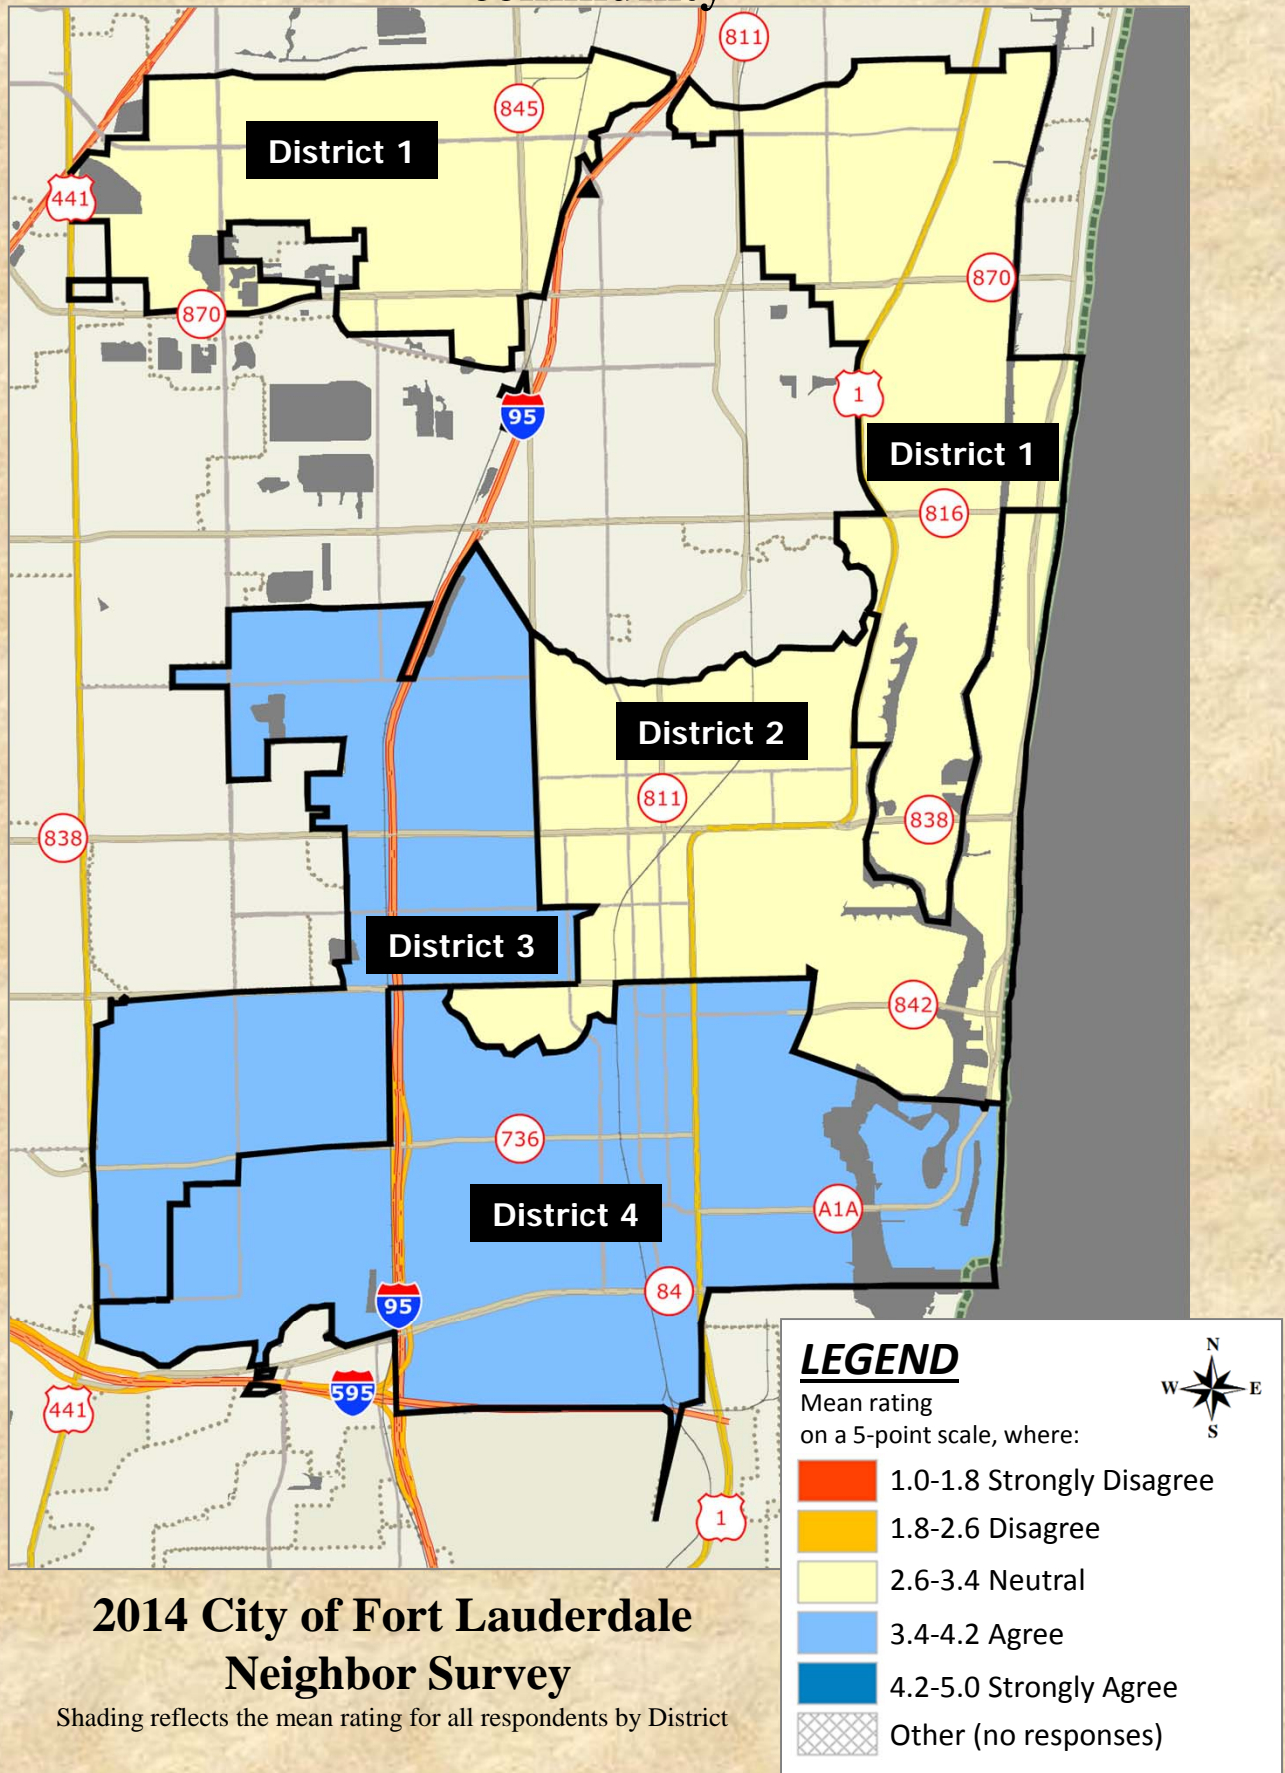 811
845
District 1
441
870
870
95
1
District 1
816
District 2
811
838
838
District 3
842
736
District 4
A1A
84
95
595
441
1
LEGEND
Mean rating
on a 5-point scale, where:
N
W E
S
1.0-1.8 Strongly Disagree
1.8-2.6 Disagree
2.6-3.4 Neutral
3.4-4.2 Agree
4.2-5.0 Strongly Agree
Other (no responses)
2014 City of Fort Lauderdale
Neighbor Survey
Shading reflects the mean rating for all respondents by District